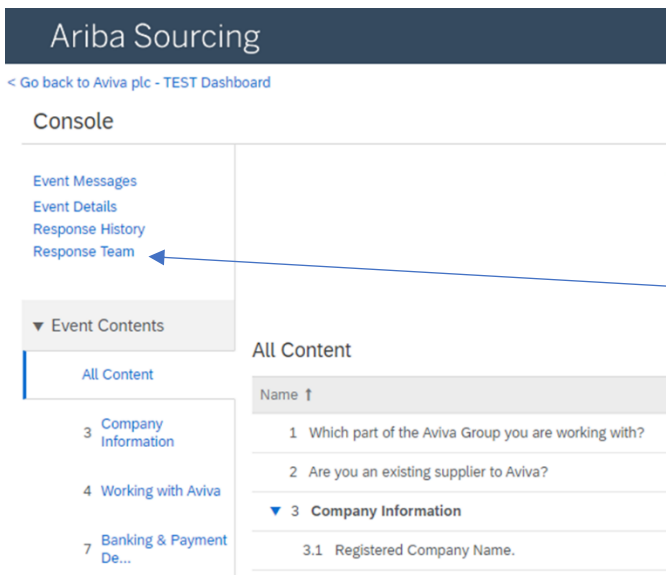 Ariba Sourcing
< Go back to Aviva plc - TEST Dashboard
Console
Event Messages
Event Details
Response History
Response Team
▼ Event Contents
All Content
3 Company
Information
4 Working with Aviva
7 Banking & Payment
De...
All Content
Name ↑
1 Which part of the Aviva Group you are working with?
2 Are you an existing supplier to Aviva?
▼ 3 Company Information
3.1 Registered Company Name.